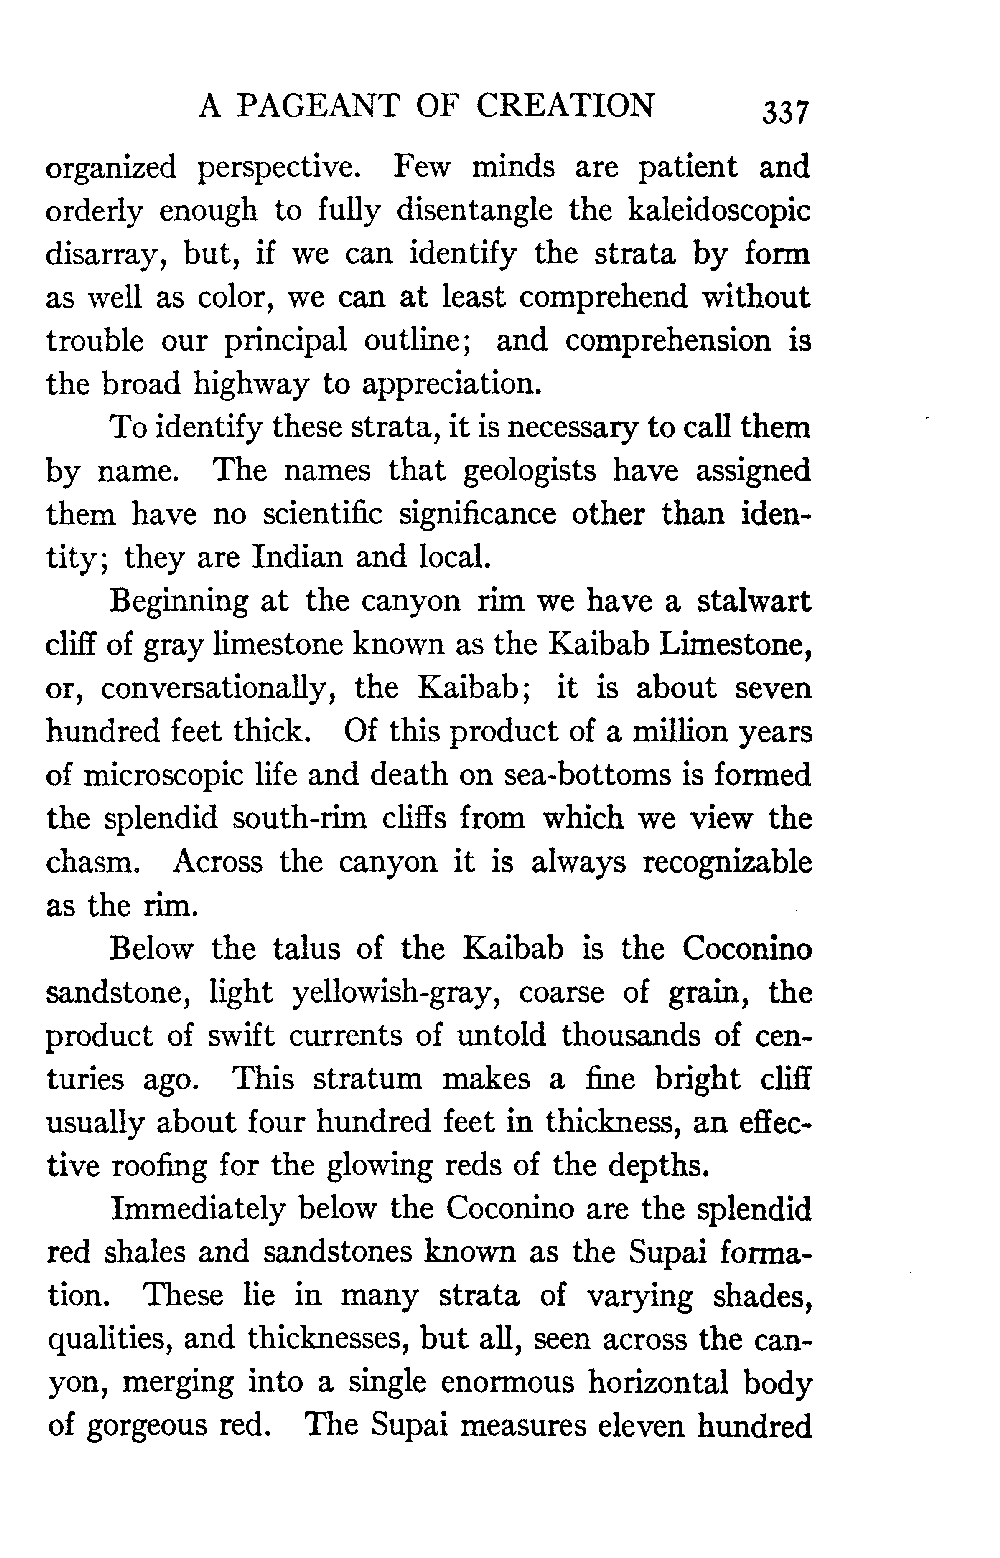 A PAGEANT OF CREATION 337
organized perspective. Few minds are patient and
orderly enough to fully disentangle the kaleidoscopic
disarray, but, if we can identify the strata by form
as well as color, we can at least comprehend without
trouble our principal outline; and comprehension is
the broad highway to appreciation.
To identify these strata, it is necessary to call them
by name. The names that geologists have assigned
them have no scientific significance other than iden-
tity; they are Indian and local.
Beginning at the canyon rim we have a stalwart
cliff of gray limestone known as the Kaibab Limestone,
or, conversationally, the Kaibab; it is about seven
hundred feet thick. Of this product of a million years
of microscopic life and death on sea-bottoms is formed
the splendid south-rim cliffs from which we view the
chasm. Across the canyon it is always recognizable
as the rim.
Below the talus of the Kaibab is the Coconino
sandstone, light yellowish-gray, coarse of grain, the
product of swift currents of untold thousands of cen-
turies ago. This stratum makes a fine bright cliff
usually about four hundred feet in thickness, an effec-
tive roofing for the glowing reds of the depths.
Immediately below the Coconino are the splendid
red shales and sandstones known as the Supai forma-
tion. These lie in many strata of varying shades,
qualities, and thicknesses, but all, seen across the can-
yon, merging into a single enormous horizontal body
of gorgeous red. The Supai measures eleven hundred